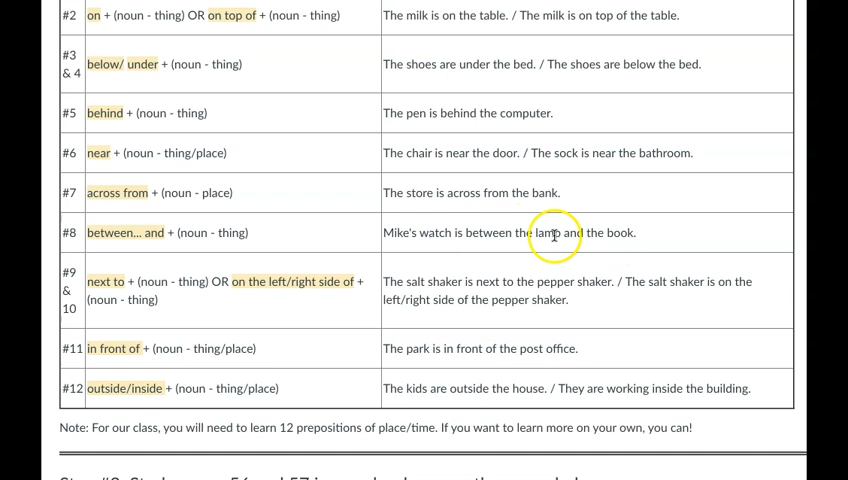 #2 on + (noun - thing) OR on top of + (noun - thing) The milk is on the table. / The milk is on top of the table.
#3
& 4 below/ under + (noun - thing) The shoes are under the bed. / The shoes are below the bed.
#5 behind + (noun - thing) The pen is behind the computer.
#6 near + (noun - thing/place) The chair is near the door. / The sock is near the bathroom.
#7 across from + (noun - place) The store is across from the bank.
#8 between... and + (noun - thing) Mike's watch is between the lamp and the book.
#9
&
10
next to + (noun - thing) OR on the left/right side of +
(noun - thing)
The salt shaker is next to the pepper shaker. / The salt shaker is on the
left/right side of the pepper shaker.
#11 in front of + (noun - thing/place) The park is in front of the post office.
#12 outside/inside + (noun - thing/place) The kids are outside the house. / They are working inside the building.
Note: For our class, you will need to learn 12 prepositions of place/time. If you want to learn more on your own, you can!